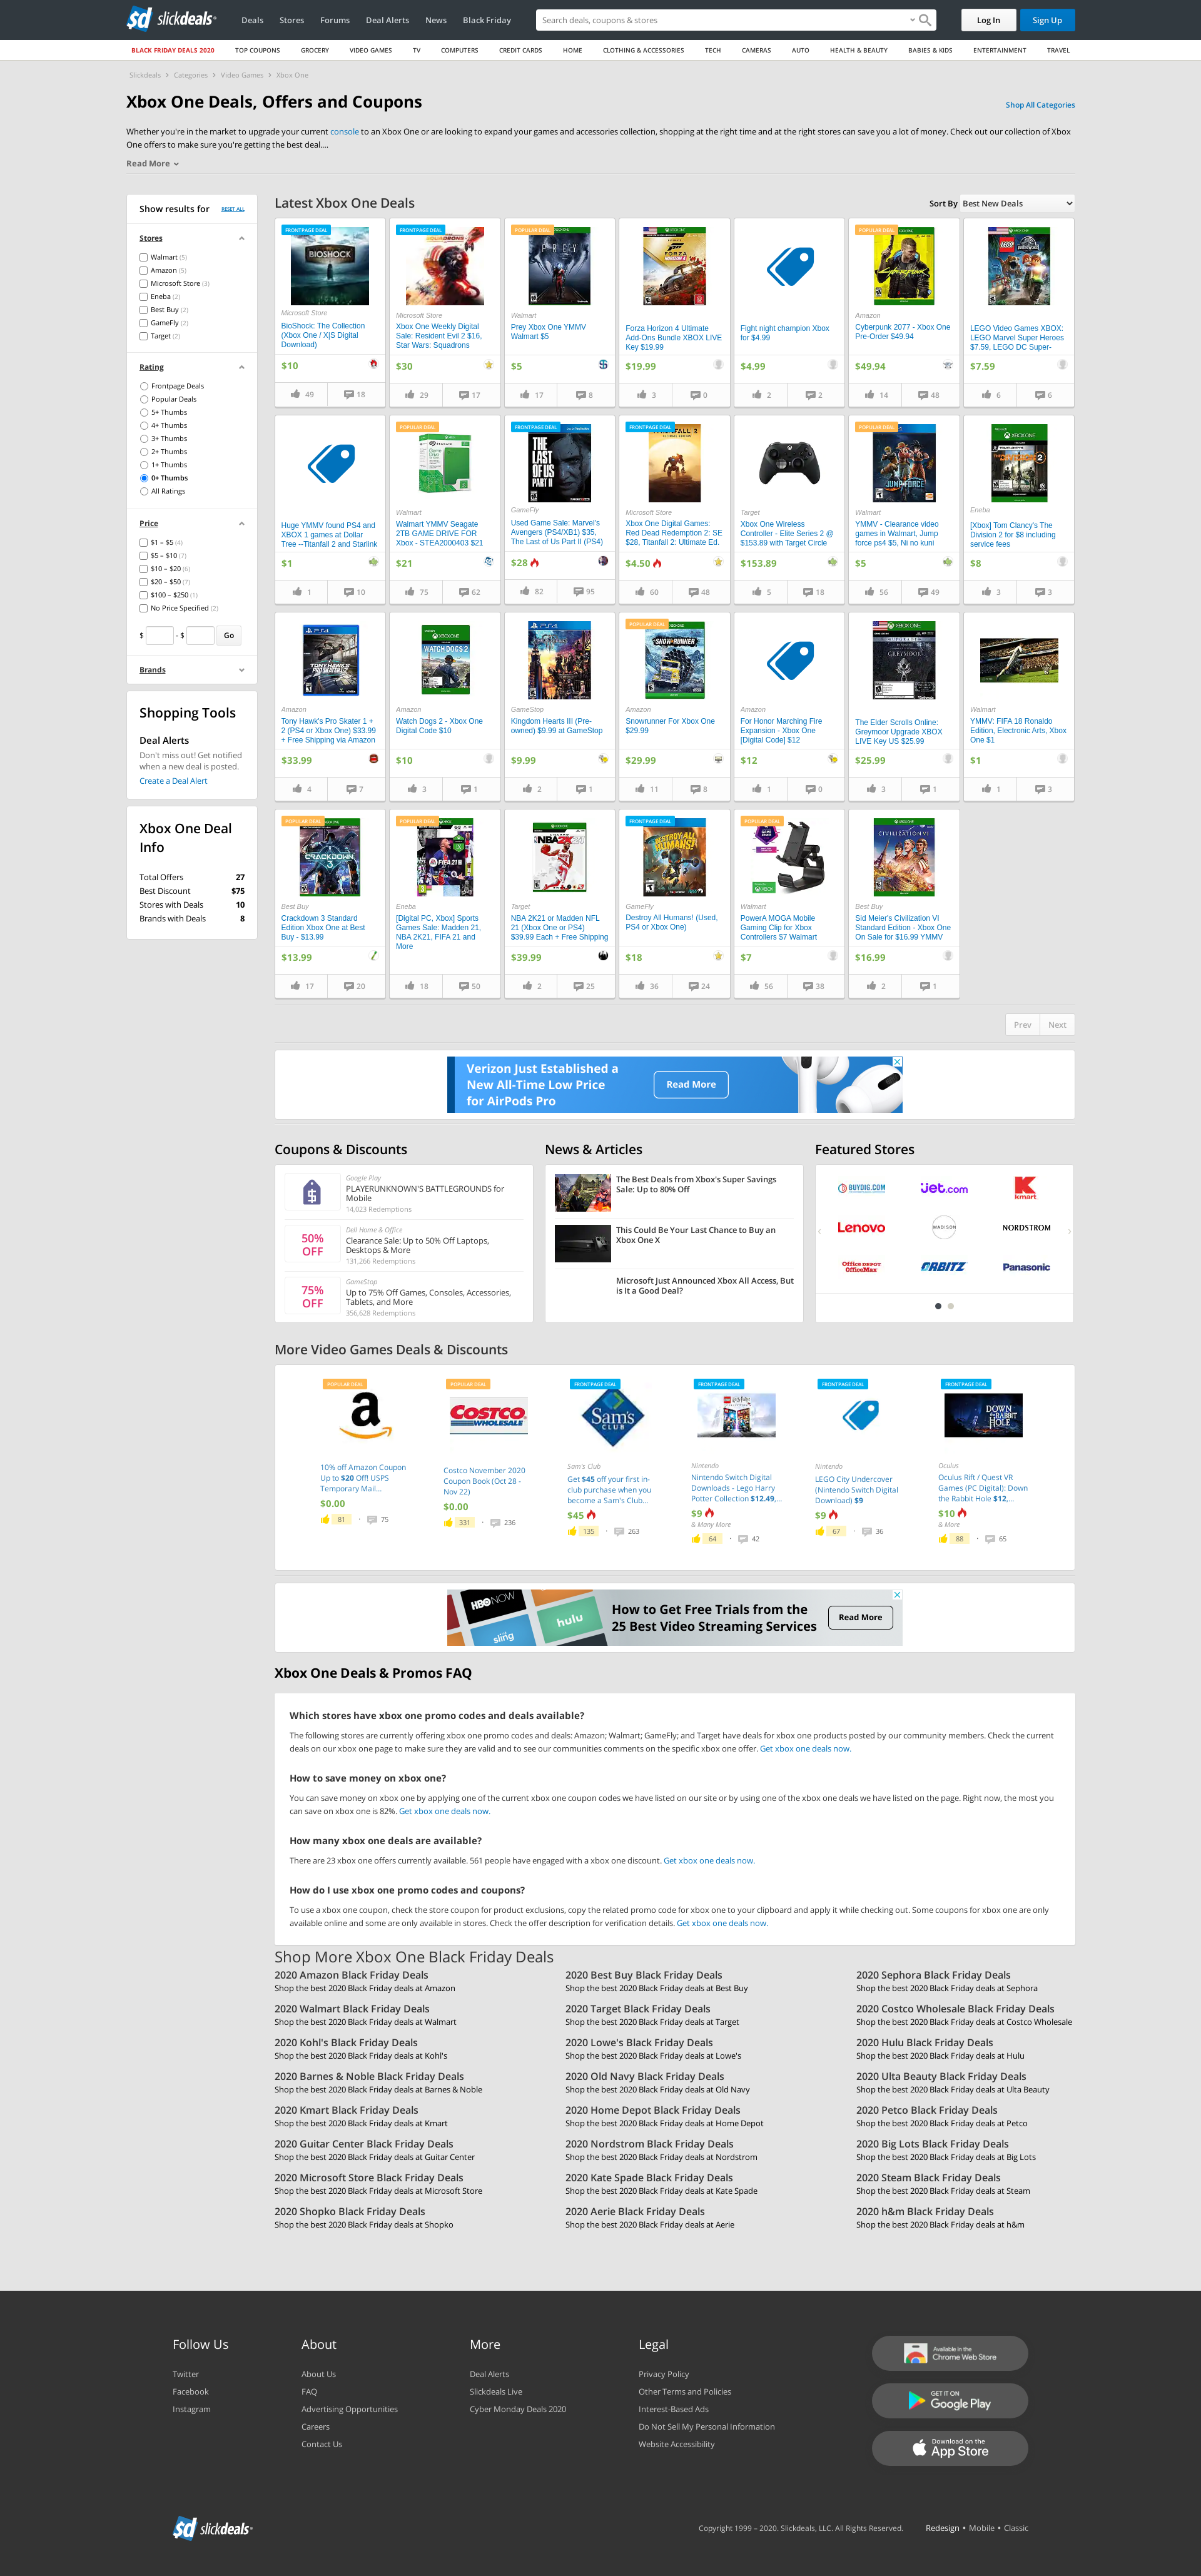 sd slickdeals
Deals Stores Forums Deal Alerts News Black Friday
Search deals, coupons & stores
Log In
Sign Up
BLACK FRIDAY DEALS 2020 TOP COUPONS GROCERY VIDEO GAMES TV COMPUTERS CREDIT CARDS HOME CLOTHING & ACCESSORIES TECH CAMERAS AUTO HEALTH & BEAUTY BABIES & KIDS ENTERTAINMENT TRAVEL
Slickdeals › Categories › Video Games › Xbox One
Xbox One Deals, Offers and Coupons
Shop All Categories
Whether you're in the market to upgrade your current console to an Xbox One or are looking to expand your games and accessories collection, shopping at the right time and at the right stores can save you a lot of money. Check out our collection of Xbox
One offers to make sure you're getting the best deal....
Read More
Show results for
RESET ALL
Stores
Walmart (5)
Amazon (5)
Microsoft Store (3)
Eneba (2)
Best Buy (2)
GameFly (2)
Target (2)
Rating
Frontpage Deals
Popular Deals
5+ Thumbs
4+ Thumbs
3+ Thumbs
2+ Thumbs
1+ Thumbs
0+ Thumbs
All Ratings
Price
$1 – $5 (4)
$5 – $10 (7)
$10 – $20 (6)
$20 – $50 (7)
$100 – $250 (1)
No Price Specified (2)
$ - $ Go
Brands
Shopping Tools
Deal Alerts
Don't miss out! Get notified
when a new deal is posted.
Create a Deal Alert
Xbox One Deal
Info
Total Offers 27
Best Discount $75
Stores with Deals 10
Brands with Deals 8
Latest Xbox One Deals
Sort By Best New Deals
FRONTPAGE DEAL
BIOSHOCK
Microsoft Store
BioShock: The Collection
(Xbox One / X|S Digital
Download)
$10
49 18
FRONTPAGE DEAL
Microsoft Store
Xbox One Weekly Digital
Sale: Resident Evil 2 $16,
Star Wars: Squadrons
$30
29 17
POPULAR DEAL
PREY
Walmart
Prey Xbox One YMMV
Walmart $5
$5
17 8
Forza Horizon 4 Ultimate
Add-Ons Bundle XBOX LIVE
Key $19.99
$19.99
3 0
Fight night champion Xbox
for $4.99
$4.99
2 2
POPULAR DEAL
Cyberpunk
Amazon
Cyberpunk 2077 - Xbox One
Pre-Order $49.94
$49.94
14 48
LEGO Video Games XBOX:
LEGO Marvel Super Heroes
$7.59, LEGO DC Super-
$7.59
6 6
Huge YMMV found PS4 and
XBOX 1 games at Dollar
Tree --Titanfall 2 and Starlink
$1
1 10
POPULAR DEAL
Walmart
Walmart YMMV Seagate
2TB GAME DRIVE FOR
Xbox - STEA2000403 $21
$21
75 62
FRONTPAGE DEAL
THE LAST OF US PART II
GameFly
Used Game Sale: Marvel's
Avengers (PS4/XB1) $35,
The Last of Us Part II (PS4)
$28
82 95
FRONTPAGE DEAL
Microsoft Store
Xbox One Digital Games:
Red Dead Redemption 2: SE
$28, Titanfall 2: Ultimate Ed.
$4.50
60 48
Target
Xbox One Wireless
Controller - Elite Series 2 @
$153.89 with Target Circle
$153.89
5 18
POPULAR DEAL
JUMP FORCE
Walmart
YMMV - Clearance video
games in Walmart, Jump
force ps4 $5, Ni no kuni
$5
56 49
Eneba
[Xbox] Tom Clancy's The
Division 2 for $8 including
service fees
$8
3 3
Amazon
Tony Hawk's Pro Skater 1 +
2 (PS4 or Xbox One) $33.99
+ Free Shipping via Amazon
$33.99
4 7
WATCH DOGS 2
Amazon
Watch Dogs 2 - Xbox One
Digital Code $10
$10
3 1
GameStop
Kingdom Hearts III (Pre-
owned) $9.99 at GameStop
$9.99
2 1
POPULAR DEAL
SNOWRUNNER
Amazon
Snowrunner For Xbox One
$29.99
$29.99
11 8
Amazon
For Honor Marching Fire
Expansion - Xbox One
[Digital Code] $12
$12
1 0
GREYMOOR
The Elder Scrolls Online:
Greymoor Upgrade XBOX
LIVE Key US $25.99
$25.99
3 1
Walmart
YMMV: FIFA 18 Ronaldo
Edition, Electronic Arts, Xbox
One $1
$1
1 3
POPULAR DEAL
CRACKDOWN 3
Best Buy
Crackdown 3 Standard
Edition Xbox One at Best
Buy - $13.99
$13.99
17 20
POPULAR DEAL
FIFA 21
Eneba
[Digital PC, Xbox] Sports
Games Sale: Madden 21,
NBA 2K21, FIFA 21 and
More
18 50
NBA 2K21
Target
NBA 2K21 or Madden NFL
21 (Xbox One or PS4)
$39.99 Each + Free Shipping
$39.99
2 25
FRONTPAGE DEAL
DESTROY ALL HUMANS!
GameFly
Destroy All Humans! (Used,
PS4 or Xbox One)
$18
36 24
POPULAR DEAL
Walmart
PowerA MOGA Mobile
Gaming Clip for Xbox
Controllers $7 Walmart
$7
56 38
CIVILIZATION VI
Best Buy
Sid Meier's Civilization VI
Standard Edition - Xbox One
On Sale for $16.99 YMMV
$16.99
2 1
Prev Next
Verizon Just Established a
New All-Time Low Price
for AirPods Pro
Read More
Coupons & Discounts
Google Play
PLAYERUNKNOWN'S BATTLEGROUNDS for
Mobile
14,023 Redemptions
50% OFF
Dell Home & Office
Clearance Sale: Up to 50% Off Laptops,
Desktops & More
131,266 Redemptions
75% OFF
GameStop
Up to 75% Off Games, Consoles, Accessories,
Tablets, and More
356,628 Redemptions
News & Articles
The Best Deals from Xbox's Super Savings
Sale: Up to 80% Off
This Could Be Your Last Chance to Buy an
Xbox One X
Microsoft Just Announced Xbox All Access, But
is It a Good Deal?
Featured Stores
BUYDIG.COM jet.com kmart
Lenovo MADISON NORDSTROM
Office DEPOT OfficeMax ORBITZ Panasonic
More Video Games Deals & Discounts
POPULAR DEAL
10% off Amazon Coupon
Up to $20 Off! USPS
Temporary Mail...
$0.00
81 75
POPULAR DEAL
COSTCO WHOLESALE
Costco November 2020
Coupon Book (Oct 28 -
Nov 22)
$0.00
331 236
FRONTPAGE DEAL
Sam's CLUB
Sam's Club
Get $45 off your first in-
club purchase when you
become a Sam's Club...
$45
135 263
FRONTPAGE DEAL
Nintendo
Nintendo Switch Digital
Downloads - Lego Harry
Potter Collection $12.49,...
$9
& Many More
64 42
FRONTPAGE DEAL
Nintendo
LEGO City Undercover
(Nintendo Switch Digital
Download) $9
$9
67 36
FRONTPAGE DEAL
DOWN THE RABBIT HOLE
Oculus
Oculus Rift / Quest VR
Games (PC Digital): Down
the Rabbit Hole $12,...
$10
& More
88 65
HBO NOW
hulu
sling
How to Get Free Trials from the
25 Best Video Streaming Services
Read More
Xbox One Deals & Promos FAQ
Which stores have xbox one promo codes and deals available?
The following stores are currently offering xbox one promo codes and deals: Amazon; Walmart; GameFly; and Target have deals for xbox one products posted by our community members. Check the current
deals on our xbox one page to make sure they are valid and to see our communities comments on the specific xbox one offer. Get xbox one deals now.
How to save money on xbox one?
You can save money on xbox one by applying one of the current xbox one coupon codes we have listed on our site or by using one of the xbox one deals we have listed on the page. Right now, the most you
can save on xbox one is 82%. Get xbox one deals now.
How many xbox one deals are available?
There are 23 xbox one offers currently available. 561 people have engaged with a xbox one discount. Get xbox one deals now.
How do I use xbox one promo codes and coupons?
To use a xbox one coupon, check the store coupon for product exclusions, copy the related promo code for xbox one to your clipboard and apply it while checking out. Some coupons for xbox one are only
available online and some are only available in stores. Check the offer description for verification details. Get xbox one deals now.
Shop More Xbox One Black Friday Deals
2020 Amazon Black Friday Deals
Shop the best 2020 Black Friday deals at Amazon
2020 Best Buy Black Friday Deals
Shop the best 2020 Black Friday deals at Best Buy
2020 Sephora Black Friday Deals
Shop the best 2020 Black Friday deals at Sephora
2020 Walmart Black Friday Deals
Shop the best 2020 Black Friday deals at Walmart
2020 Target Black Friday Deals
Shop the best 2020 Black Friday deals at Target
2020 Costco Wholesale Black Friday Deals
Shop the best 2020 Black Friday deals at Costco Wholesale
2020 Kohl's Black Friday Deals
Shop the best 2020 Black Friday deals at Kohl's
2020 Lowe's Black Friday Deals
Shop the best 2020 Black Friday deals at Lowe's
2020 Hulu Black Friday Deals
Shop the best 2020 Black Friday deals at Hulu
2020 Barnes & Noble Black Friday Deals
Shop the best 2020 Black Friday deals at Barnes & Noble
2020 Old Navy Black Friday Deals
Shop the best 2020 Black Friday deals at Old Navy
2020 Ulta Beauty Black Friday Deals
Shop the best 2020 Black Friday deals at Ulta Beauty
2020 Kmart Black Friday Deals
Shop the best 2020 Black Friday deals at Kmart
2020 Home Depot Black Friday Deals
Shop the best 2020 Black Friday deals at Home Depot
2020 Petco Black Friday Deals
Shop the best 2020 Black Friday deals at Petco
2020 Guitar Center Black Friday Deals
Shop the best 2020 Black Friday deals at Guitar Center
2020 Nordstrom Black Friday Deals
Shop the best 2020 Black Friday deals at Nordstrom
2020 Big Lots Black Friday Deals
Shop the best 2020 Black Friday deals at Big Lots
2020 Microsoft Store Black Friday Deals
Shop the best 2020 Black Friday deals at Microsoft Store
2020 Kate Spade Black Friday Deals
Shop the best 2020 Black Friday deals at Kate Spade
2020 Steam Black Friday Deals
Shop the best 2020 Black Friday deals at Steam
2020 Shopko Black Friday Deals
Shop the best 2020 Black Friday deals at Shopko
2020 Aerie Black Friday Deals
Shop the best 2020 Black Friday deals at Aerie
2020 h&m Black Friday Deals
Shop the best 2020 Black Friday deals at h&m
Follow Us
Twitter
Facebook
Instagram
About
About Us
FAQ
Advertising Opportunities
Careers
Contact Us
More
Deal Alerts
Slickdeals Live
Cyber Monday Deals 2020
Legal
Privacy Policy
Other Terms and Policies
Interest-Based Ads
Do Not Sell My Personal Information
Website Accessibility
Available in the Chrome Web Store
GET IT ON Google Play
Download on the App Store
sd slickdeals
Copyright 1999 – 2020. Slickdeals, LLC. All Rights Reserved.
Redesign • Mobile • Classic